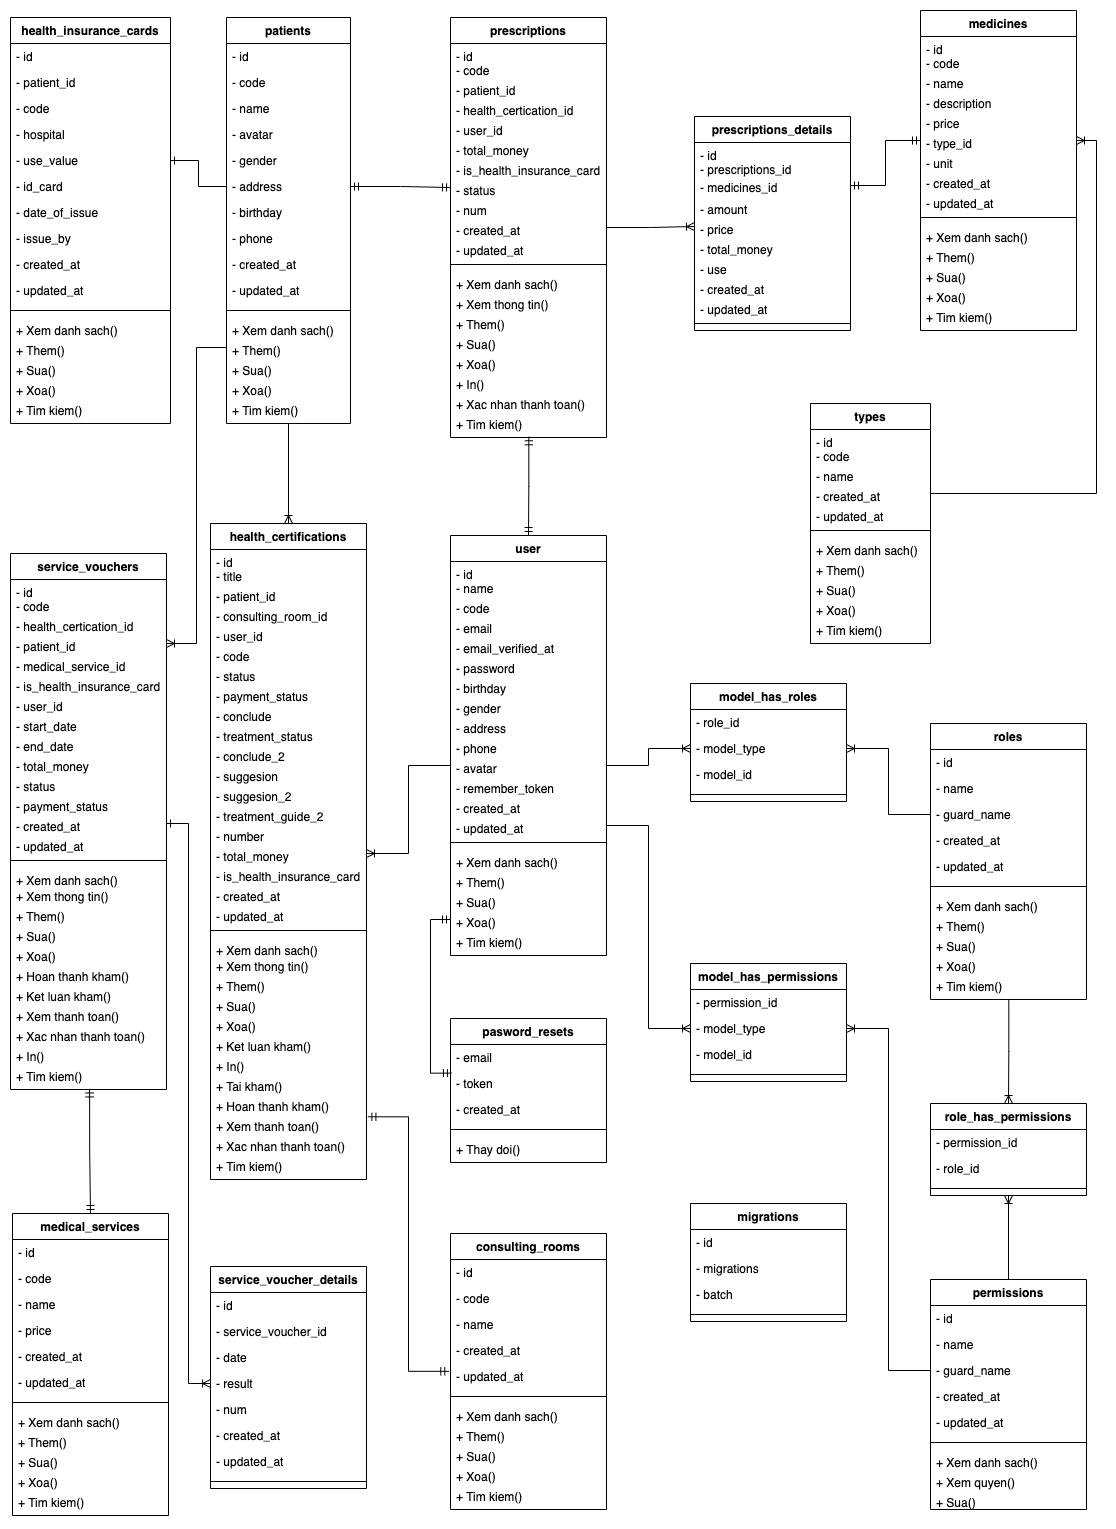 health_insurance_cards
- id
- patient_id
- code
- hospital
- use_value
- id_card
- date_of_issue
- issue_by
- created_at
- updated_at
+ Xem danh sach()
+ Them()
+ Sua()
+ Xoa()
+ Tim kiem()
patients
- id
- code
- name
- avatar
- gender
- address
- birthday
- phone
- created_at
- updated_at
+ Xem danh sach()
+ Them()
+ Sua()
+ Xoa()
+ Tim kiem()
prescriptions
- id
- code
- patient_id
- health_certication_id
- user_id
- total_money
- is_health_insurance_card
- status
- num
- created_at
- updated_at
+ Xem danh sach()
+ Xem thong tin()
+ Them()
+ Sua()
+ Xoa()
+ In()
+ Xac nhan thanh toan()
+ Tim kiem()
prescriptions_details
- id
- prescriptions_id
- medicines_id
- amount
- price
- total_money
- use
- created_at
- updated_at
medicines
- id
- code
- name
- description
- price
- type_id
- unit
- created_at
- updated_at
+ Xem danh sach()
+ Them()
+ Sua()
+ Xoa()
+ Tim kiem()
types
- id
- code
- name
- created_at
- updated_at
+ Xem danh sach()
+ Them()
+ Sua()
+ Xoa()
+ Tim kiem()
service_vouchers
- id
- code
- health_certication_id
- patient_id
- medical_service_id
- is_health_insurance_card
- user_id
- start_date
- end_date
- total_money
- status
- payment_status
- created_at
- updated_at
+ Xem danh sach()
+ Xem thong tin()
+ Them()
+ Sua()
+ Xoa()
+ Hoan thanh kham()
+ Ket luan kham()
+ Xem thanh toan()
+ Xac nhan thanh toan()
+ In()
+ Tim kiem()
health_certifications
- id
- title
- patient_id
- consulting_room_id
- user_id
- code
- status
- payment_status
- conclude
- treatment_status
- conclude_2
- suggesion
- suggesion_2
- treatment_guide_2
- number
- total_money
- is_health_insurance_card
- created_at
- updated_at
+ Xem danh sach()
+ Xem thong tin()
+ Them()
+ Sua()
+ Xoa()
+ Ket luan kham()
+ In()
+ Tai kham()
+ Hoan thanh kham()
+ Xem thanh toan()
+ Xac nhan thanh toan()
+ Tim kiem()
user
- id
- name
- code
- email
- email_verified_at
- password
- birthday
- gender
- address
- phone
- avatar
- remember_token
- created_at
- updated_at
+ Xem danh sach()
+ Them()
+ Sua()
+ Xoa()
+ Tim kiem()
model_has_roles
- role_id
- model_type
- model_id
roles
- id
- name
- guard_name
- created_at
- updated_at
+ Xem danh sach()
+ Them()
+ Sua()
+ Xoa()
+ Tim kiem()
model_has_permissions
- permission_id
- model_type
- model_id
pasword_resets
- email
- token
- created_at
+ Thay doi()
role_has_permissions
- permission_id
- role_id
medical_services
- id
- code
- name
- price
- created_at
- updated_at
+ Xem danh sach()
+ Them()
+ Sua()
+ Xoa()
+ Tim kiem()
service_voucher_details
- id
- service_voucher_id
- date
- result
- num
- created_at
- updated_at
consulting_rooms
- id
- code
- name
- created_at
- updated_at
+ Xem danh sach()
+ Them()
+ Sua()
+ Xoa()
+ Tim kiem()
migrations
- id
- migrations
- batch
permissions
- id
- name
- guard_name
- created_at
- updated_at
+ Xem danh sach()
+ Xem quyen()
+ Sua()